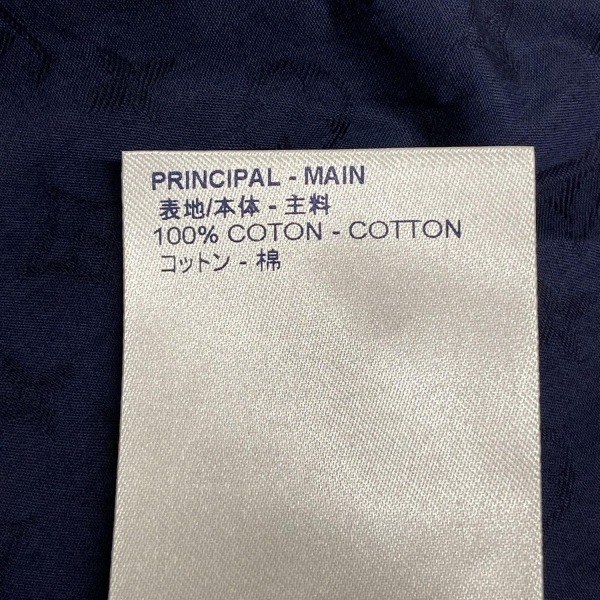 PRINCIPAL - MAIN
表地/本体 - 主料
100% COTON - COTTON
コットン - 棉